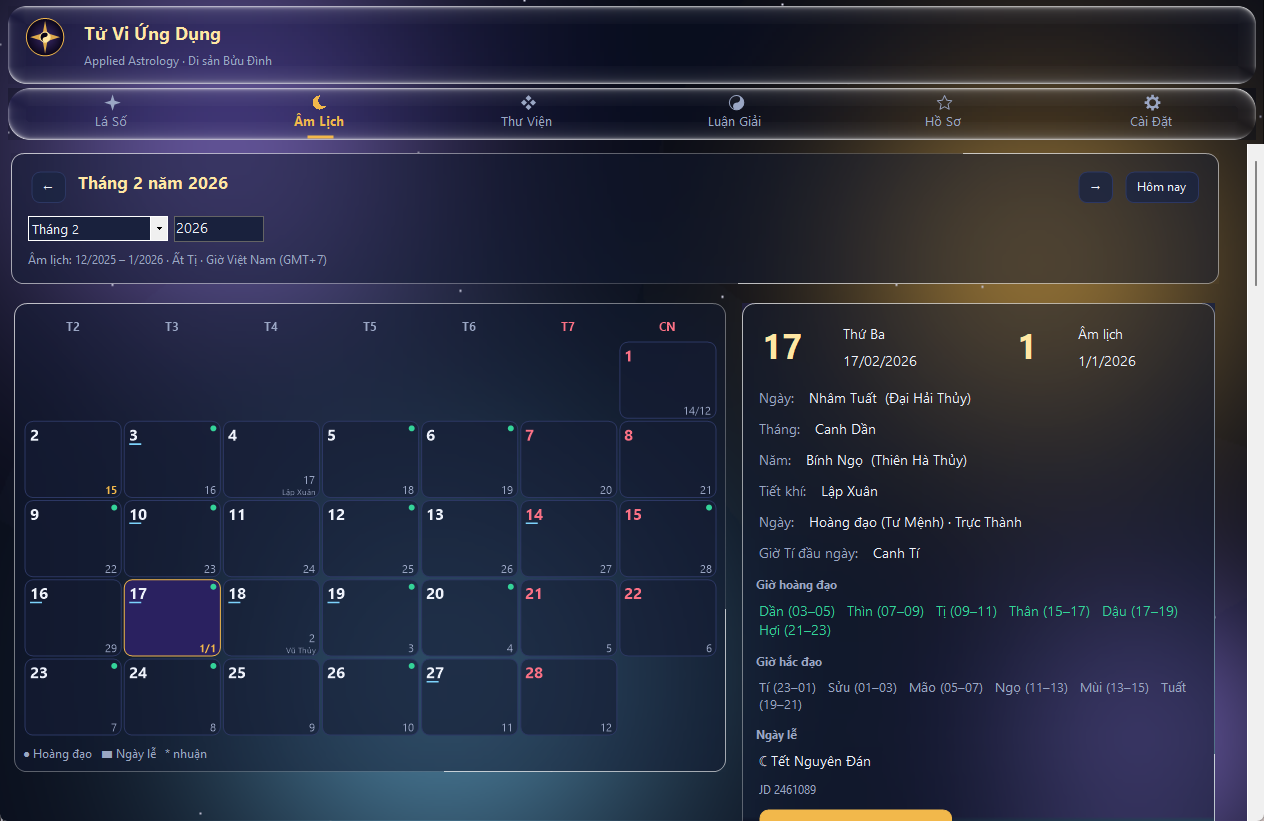 Tử Vi Ứng Dụng
Applied Astrology · Di sản Bửu Đình
Lá Số
Âm Lịch
Thư Viện
Luận Giải
Hồ Sơ
Cài Đặt
← Tháng 2 năm 2026 → Hôm nay
Tháng 2 2026
Âm lịch: 12/2025 – 1/2026 · Ất Tị · Giờ Việt Nam (GMT+7)
T2 T3 T4 T5 T6 T7 CN
1
14/12
2 3 4 5 6 7 8
15 16 17 18 19 20 21
Lập Xuân
9 10 11 12 13 14 15
22 23 24 25 26 27 28
16 17 18 19 20 21 22
29 1/1 2 3 4 5 6
Vũ Thủy
23 24 25 26 27 28
7 8 9 10 11 12
Hoàng đạo Ngày lễ * nhuận
17 Thứ Ba 1 Âm lịch
17/02/2026 1/1/2026
Ngày: Nhâm Tuất (Đại Hải Thủy)
Tháng: Canh Dần
Năm: Bính Ngọ (Thiên Hà Thủy)
Tiết khí: Lập Xuân
Ngày: Hoàng đạo (Tư Mệnh) · Trực Thành
Giờ Tí đầu ngày: Canh Tí
Giờ hoàng đạo
Dần (03–05) Thìn (07–09) Tị (09–11) Thân (15–17) Dậu (17–19)
Hợi (21–23)
Giờ hắc đạo
Tí (23–01) Sửu (01–03) Mão (05–07) Ngọ (11–13) Mùi (13–15) Tuất
(19–21)
Ngày lễ
☾ Tết Nguyên Đán
JD 2461089